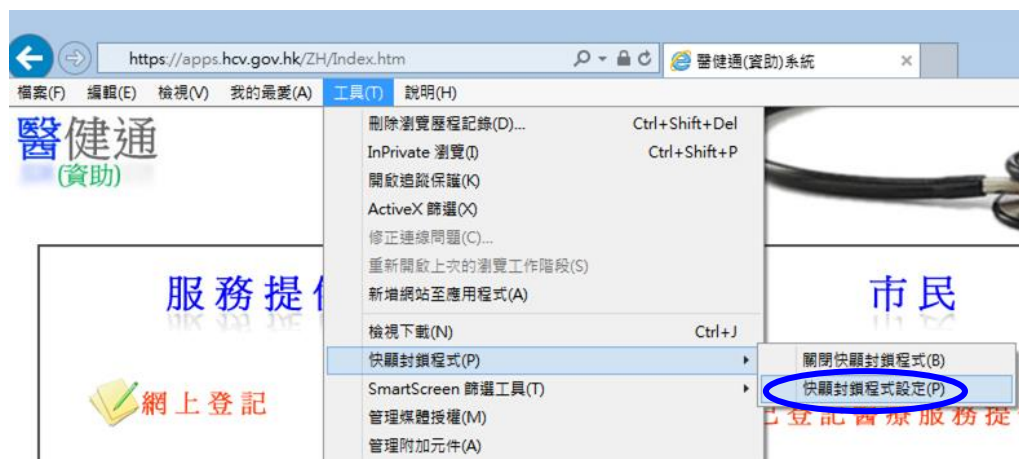 https://apps.hcv.gov.hk/ZH/Index.htm
醫健通(資助)系統
檔案(F) 編輯(E) 檢視(V) 我的最愛(A) 工具(T) 說明(H)
醫健通
(資助)
刪除瀏覽歷程記錄(D)... Ctrl+Shift+Del
InPrivate 瀏覽(I) Ctrl+Shift+P
開啟追蹤保護(K)
ActiveX 篩選(X)
修正連線問題(C)...
重新開啟上次的瀏覽工作階段(S)
新增網站至應用程式(A)
服務提
市民
檢視下載(N) Ctrl+J
快顯封鎖程式(P)
關閉快顯封鎖程式(B)
SmartScreen 篩選工具(T)
快顯封鎖程式設定(P)
網上登記
登記醫療服務提
管理媒體授權(M)
管理附加元件(A)